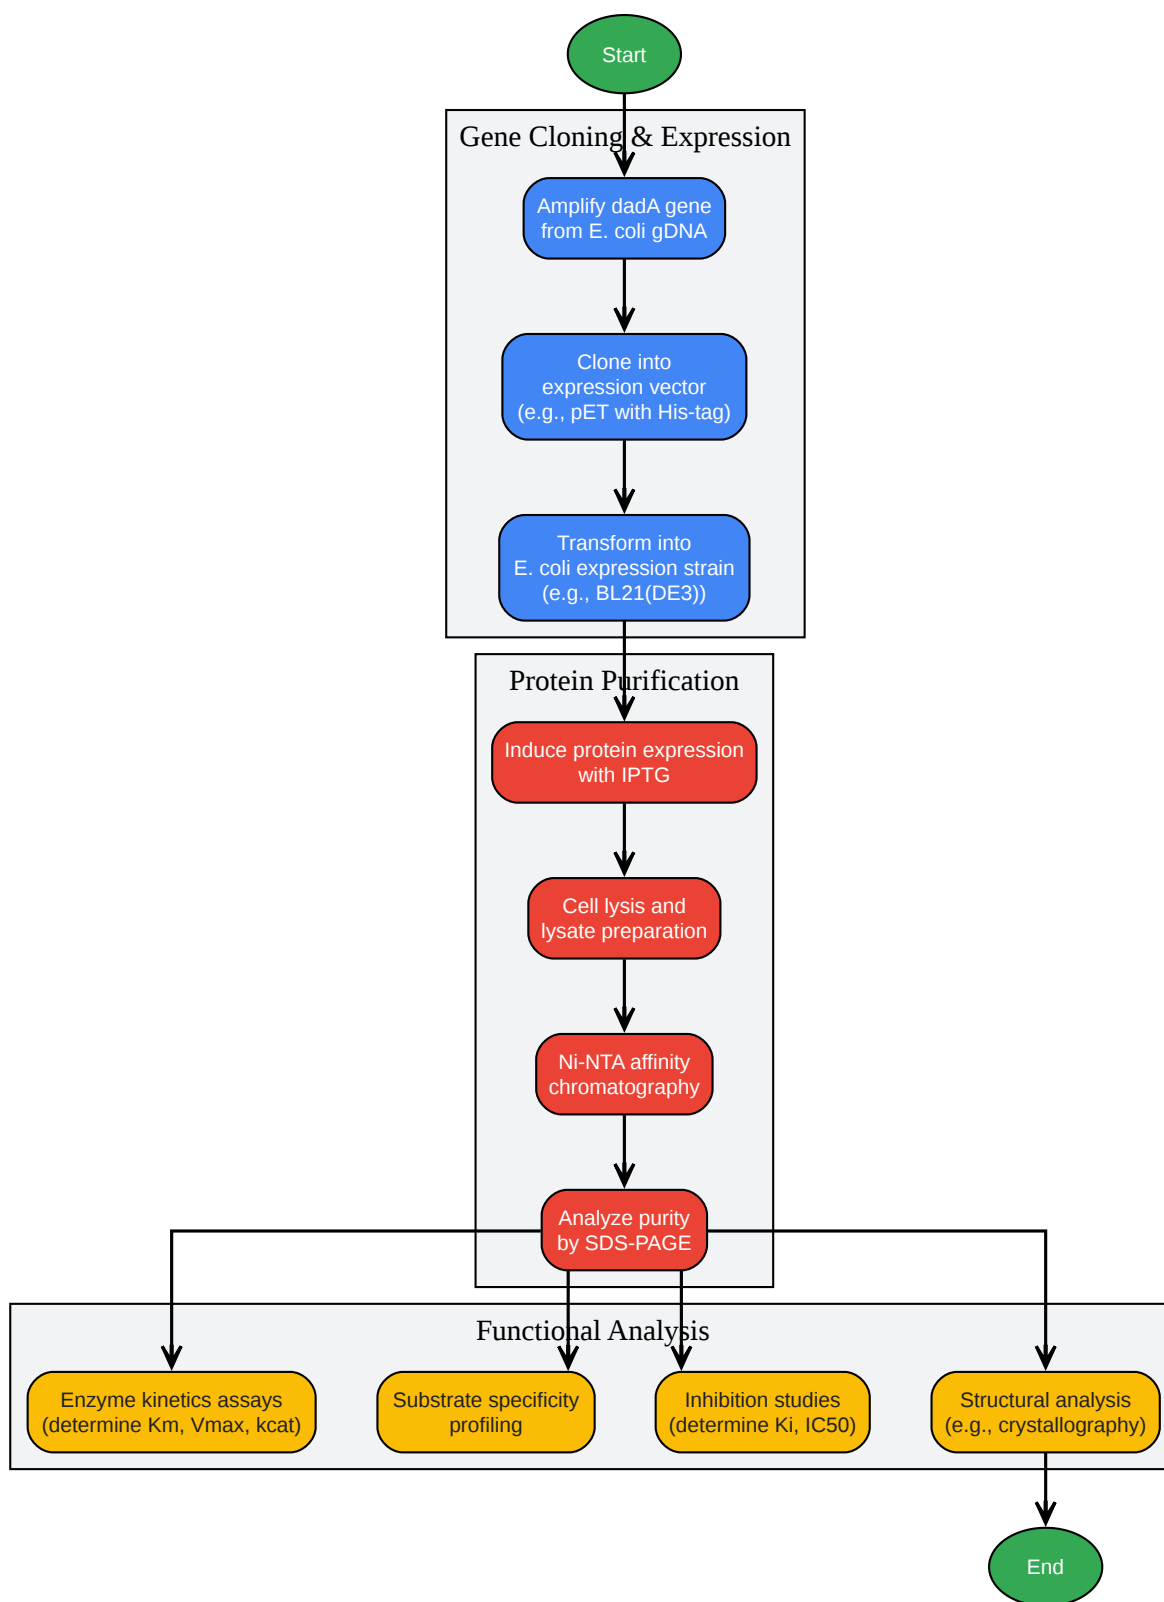 Start
Gene Cloning & Expression
Amplify dadA gene
from E. coli gDNA
Clone into
expression vector
(e.g., pET with His-tag)
Transform into
E. coli expression strain
(e.g., BL21(DE3))
Protein Purification
Induce protein expression
with IPTG
Cell lysis and
lysate preparation
Ni-NTA affinity
chromatography
Analyze purity
by SDS-PAGE
Functional Analysis
Enzyme kinetics assays
(determine Km, Vmax, kcat)
Substrate specificity
profiling
Inhibition studies
(determine Ki, IC50)
Structural analysis
(e.g., crystallography)
End